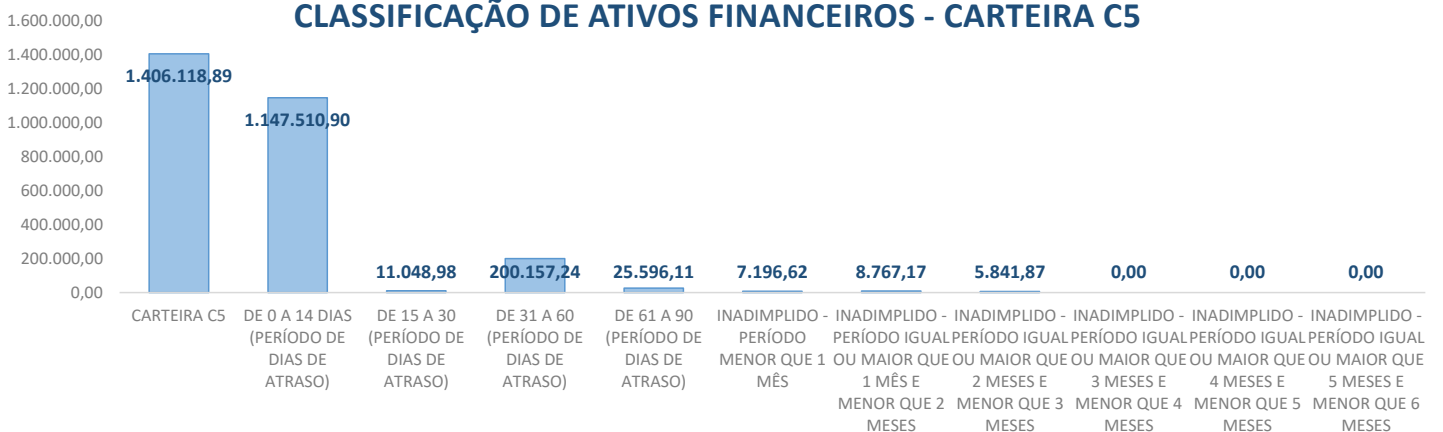 CLASSIFICAÇÃO DE ATIVOS FINANCEIROS - CARTEIRA C5
1.600.000,00
1.400.000,00
1.200.000,00
1.000.000,00
800.000,00
600.000,00
400.000,00
200.000,00
0,00
1.406.118,89
1.147.510,90
11.048,98
200.157,24
25.596,11
7.196,62
8.767,17
5.841,87
0,00
0,00
0,00
CARTEIRA C5
DE 0 A 14 DIAS
(PERÍODO DE
DIAS DE
ATRASO)
DE 15 A 30
(PERÍODO DE
DIAS DE
ATRASO)
DE 31 A 60
(PERÍODO DE
DIAS DE
ATRASO)
DE 61 A 90
(PERÍODO DE
DIAS DE
ATRASO)
INADIMPLIDO -
PERÍODO
MENOR QUE 1
MÊS
INADIMPLIDO -
PERÍODO IGUAL
OU MAIOR QUE
1 MÊS E
MENOR QUE 2
MESES
INADIMPLIDO -
PERÍODO IGUAL
OU MAIOR QUE
2 MESES E
MENOR QUE 3
MESES
INADIMPLIDO -
PERÍODO IGUAL
OU MAIOR QUE
3 MESES E
MENOR QUE 4
MESES
INADIMPLIDO -
PERÍODO IGUAL
OU MAIOR QUE
4 MESES E
MENOR QUE 5
MESES
INADIMPLIDO -
PERÍODO IGUAL
OU MAIOR QUE
5 MESES E
MENOR QUE 6
MESES